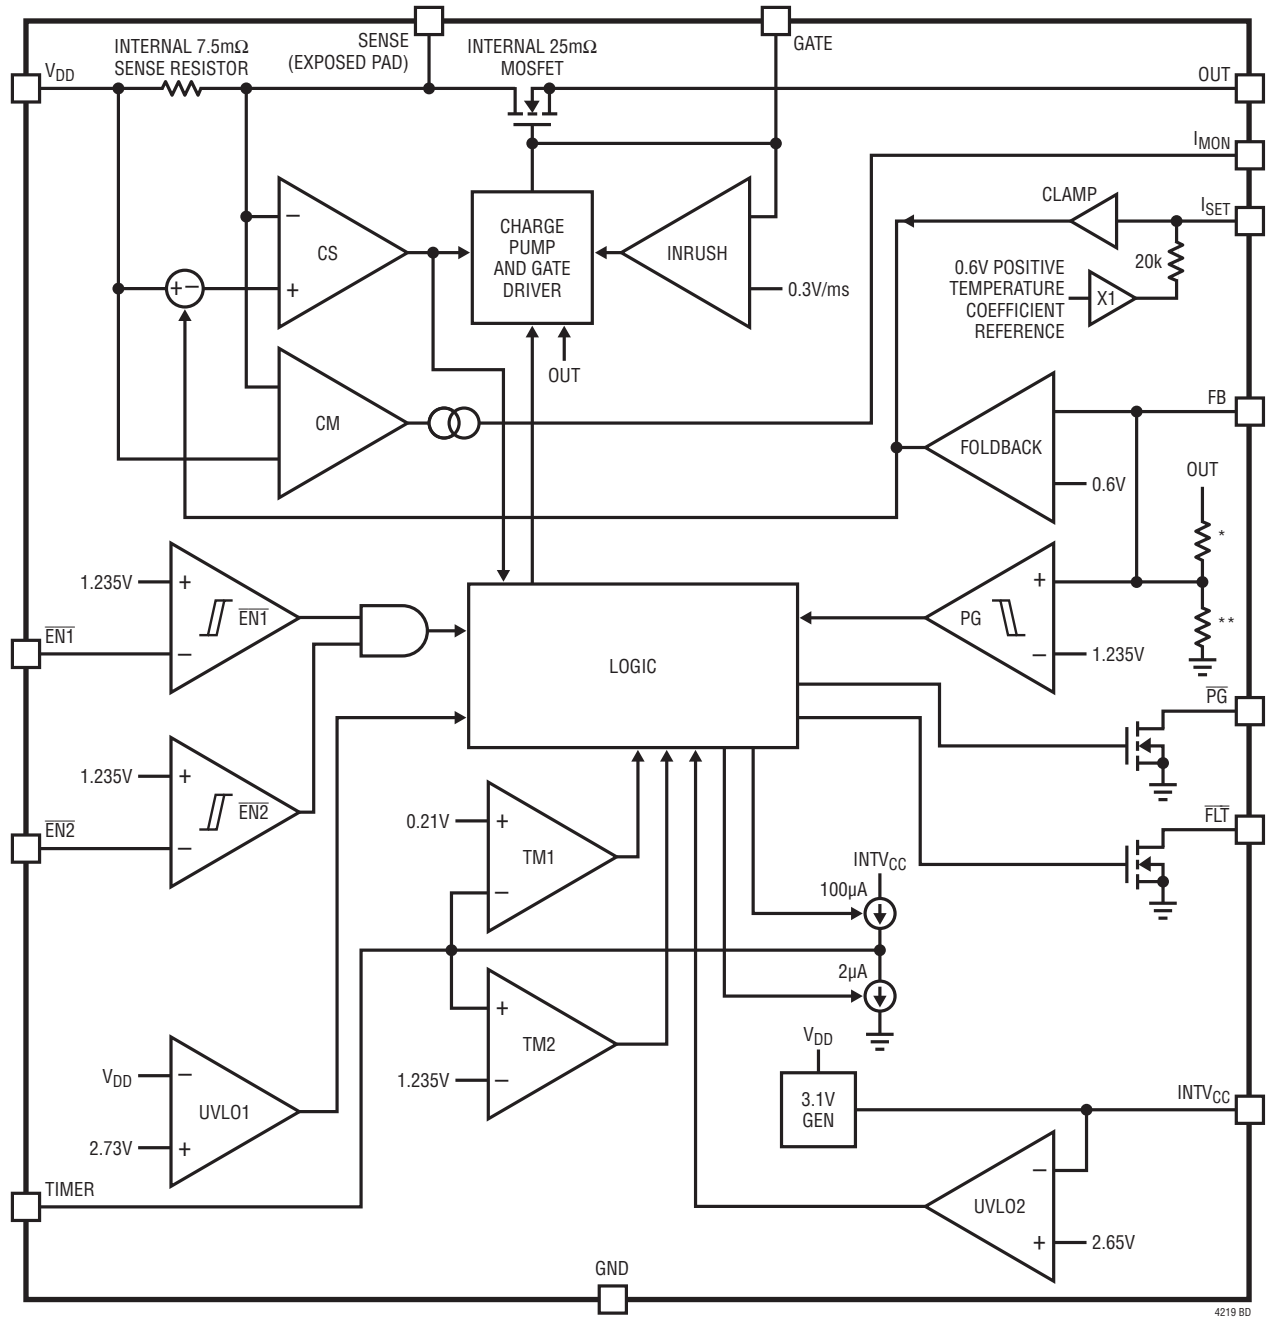 SENSE
(EXPOSED PAD)
GATE
INTERNAL 7.5mΩ
SENSE RESISTOR
INTERNAL 25mΩ
MOSFET
VDD
OUT
IMON
CLAMP
ISET
20k
0.6V POSITIVE
TEMPERATURE
COEFFICIENT
REFERENCE
X1
−
CS
+
+−
CHARGE
PUMP
AND GATE
DRIVER
INRUSH
0.3V/ms
OUT
CM
FB
FOLDBACK
0.6V
OUT
*
**
1.235V
+
EN1
−
EN1
+
PG
−
1.235V
LOGIC
PG
1.235V
+
EN2
−
EN2
FLT
0.21V
+
TM1
−
INTVCC
100µA
2µA
+
TM2
−
1.235V
VDD
3.1V
GEN
INTVCC
VDD
−
UVLO1
2.73V
+
TIMER
−
UVLO2
+
2.65V
GND
4219 BD